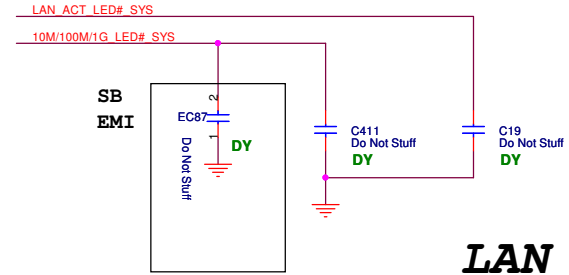 LAN_ACT_LED#_SYS
10M/100M/1G_LED#_SYS
SB
EMI
2
EC87
1
DY
Do Not Stuff
C411
Do Not Stuff
DY
C19
Do Not Stuff
DY
LAN